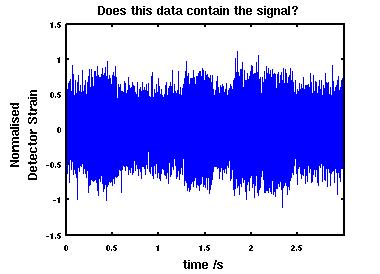 Does this data contain the signal?
1.5
1
0.5
0
-0.5
-1
-1.5
Normalised
Detector Strain
0 0.5 1 1.5 2 2.5
time /s